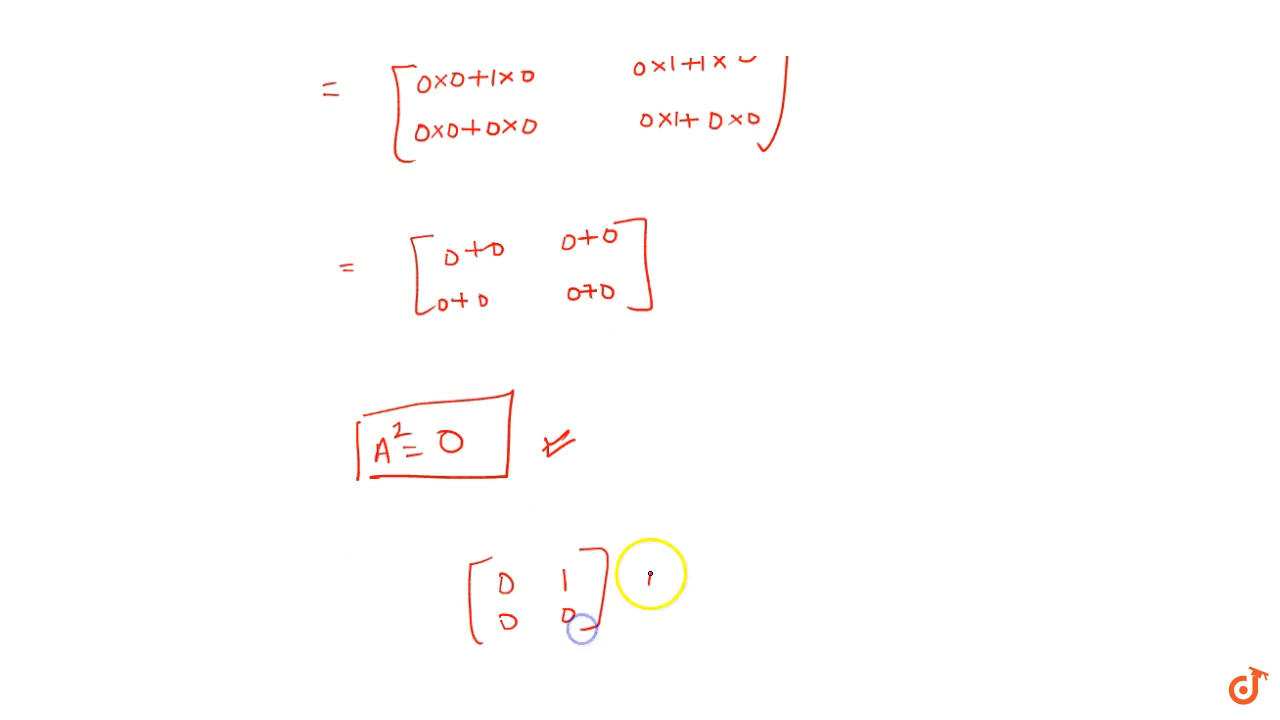 = [ 0×0+1×0 0×1+1×0
0×0+0×0 0×1+0×0 ]
= [ 0+0 0+0
0+0 0+0 ]
A²= 0
[ 0 1
0 0 ]